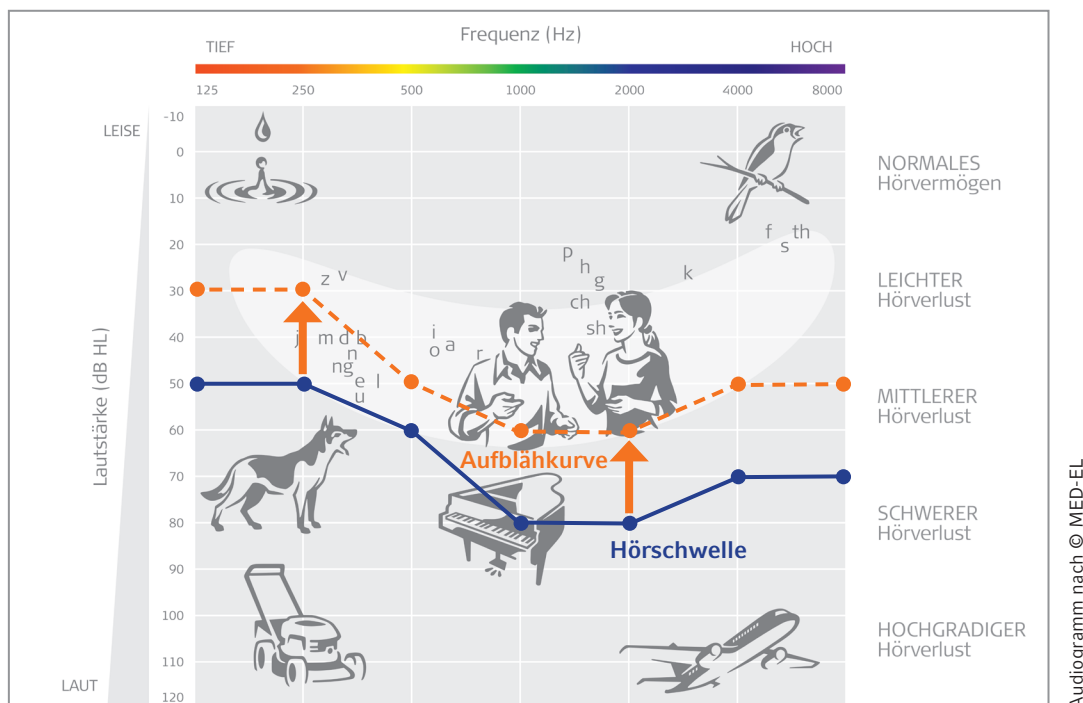 Frequenz (Hz)
TIEF
HOCH
125 250 500 1000 2000 4000 8000
LEISE
-10
0
10
20
30
40
50
60
70
80
90
100
110
120
LAUT
Lautstärke (dB HL)
z v
j m d b
n
ng
e l
u
i
o a
r
p
h
g
ch
sh
k
f th
s
Aufblähkurve
Hörschwelle
NORMALES
Hörvermögen
LEICHTER
Hörverlust
MITTLERER
Hörverlust
SCHWERER
Hörverlust
HOCHGRADIGER
Hörverlust
Audiogramm nach © MED-EL